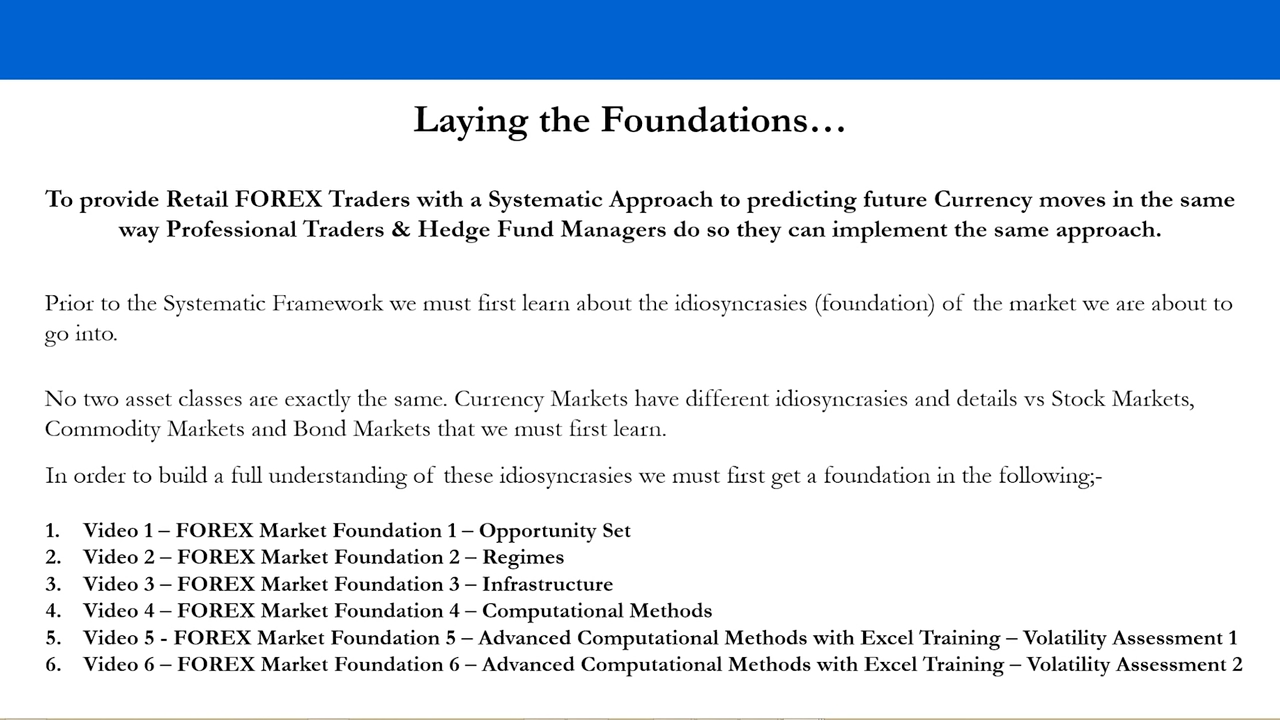 Laying the Foundations…
To provide Retail FOREX Traders with a Systematic Approach to predicting future Currency moves in the same
way Professional Traders & Hedge Fund Managers do so they can implement the same approach.
Prior to the Systematic Framework we must first learn about the idiosyncrasies (foundation) of the market we are about to
go into.
No two asset classes are exactly the same. Currency Markets have different idiosyncrasies and details vs Stock Markets,
Commodity Markets and Bond Markets that we must first learn.
In order to build a full understanding of these idiosyncrasies we must first get a foundation in the following;-
1. Video 1 – FOREX Market Foundation 1 – Opportunity Set
2. Video 2 – FOREX Market Foundation 2 – Regimes
3. Video 3 – FOREX Market Foundation 3 – Infrastructure
4. Video 4 – FOREX Market Foundation 4 – Computational Methods
5. Video 5 - FOREX Market Foundation 5 – Advanced Computational Methods with Excel Training – Volatility Assessment 1
6. Video 6 – FOREX Market Foundation 6 – Advanced Computational Methods with Excel Training – Volatility Assessment 2